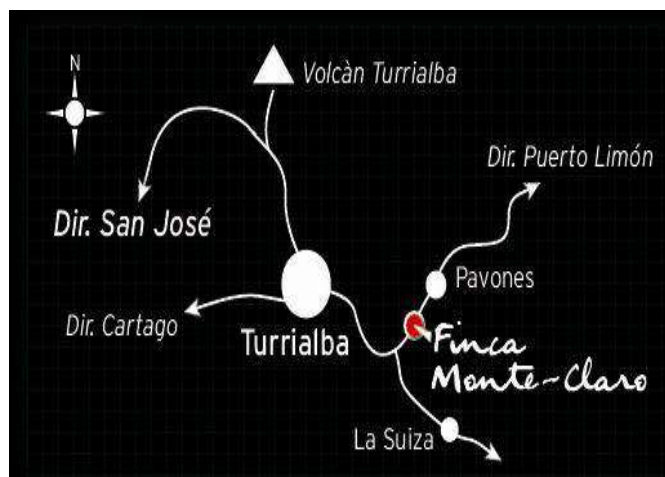 N
Volcàn Turrialba
Dir. Puerto Limón
Dir. San José
Pavones
Dir. Cartago
Turrialba
Finca
Monte-Claro
La Suiza